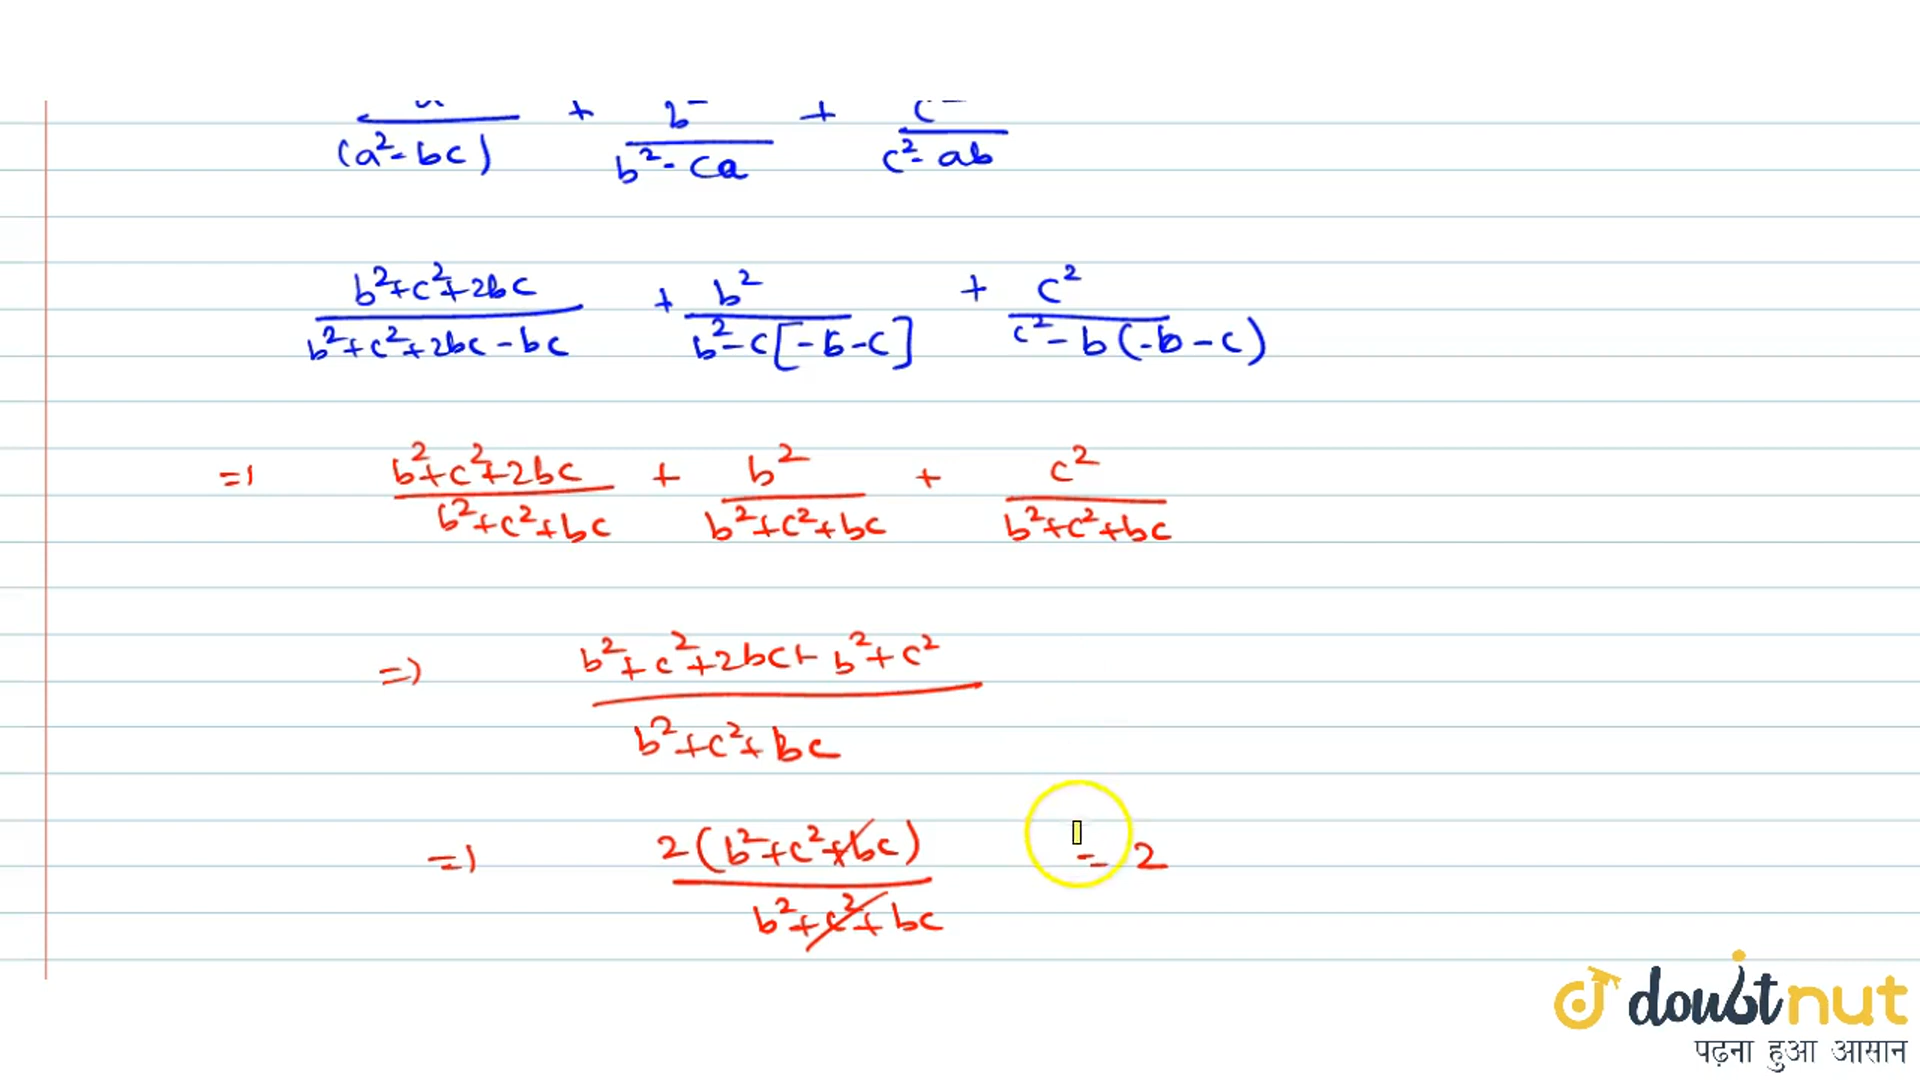 (a²-bc) + b² / b²-ca + c² / c²-ab
b²+c²+2bc / b²+c²+2bc-bc + b² / b²-c[-b-c] + c² / c²-b(-b-c)
=) b²+c²+2bc / b²+c²+bc + b² / b²+c²+bc + c² / b²+c²+bc
=) b²+c²+2bc+b²+c² / b²+c²+bc
=) 2(b²+c²+bc) / b²+c²+bc = 2
doubtnut
पढ़ना हुआ आसान